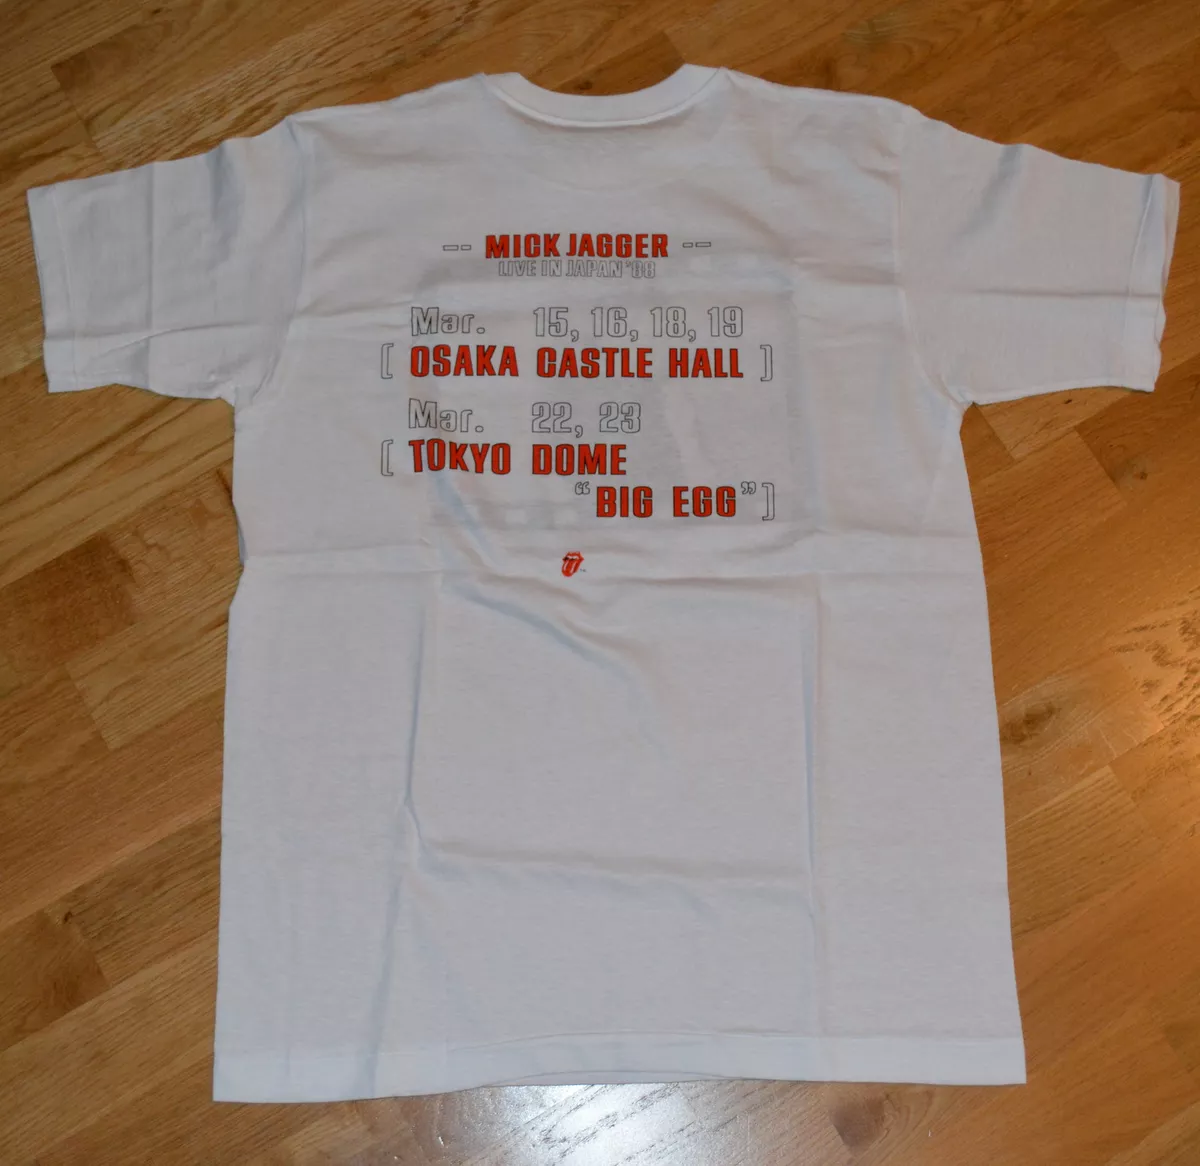 -- MICK JAGGER --
LIVE IN JAPAN '88
Mar. 15, 16, 18, 19
[ OSAKA CASTLE HALL ]
Mar. 22, 23
[ TOKYO DOME
“BIG EGG” ]
TM